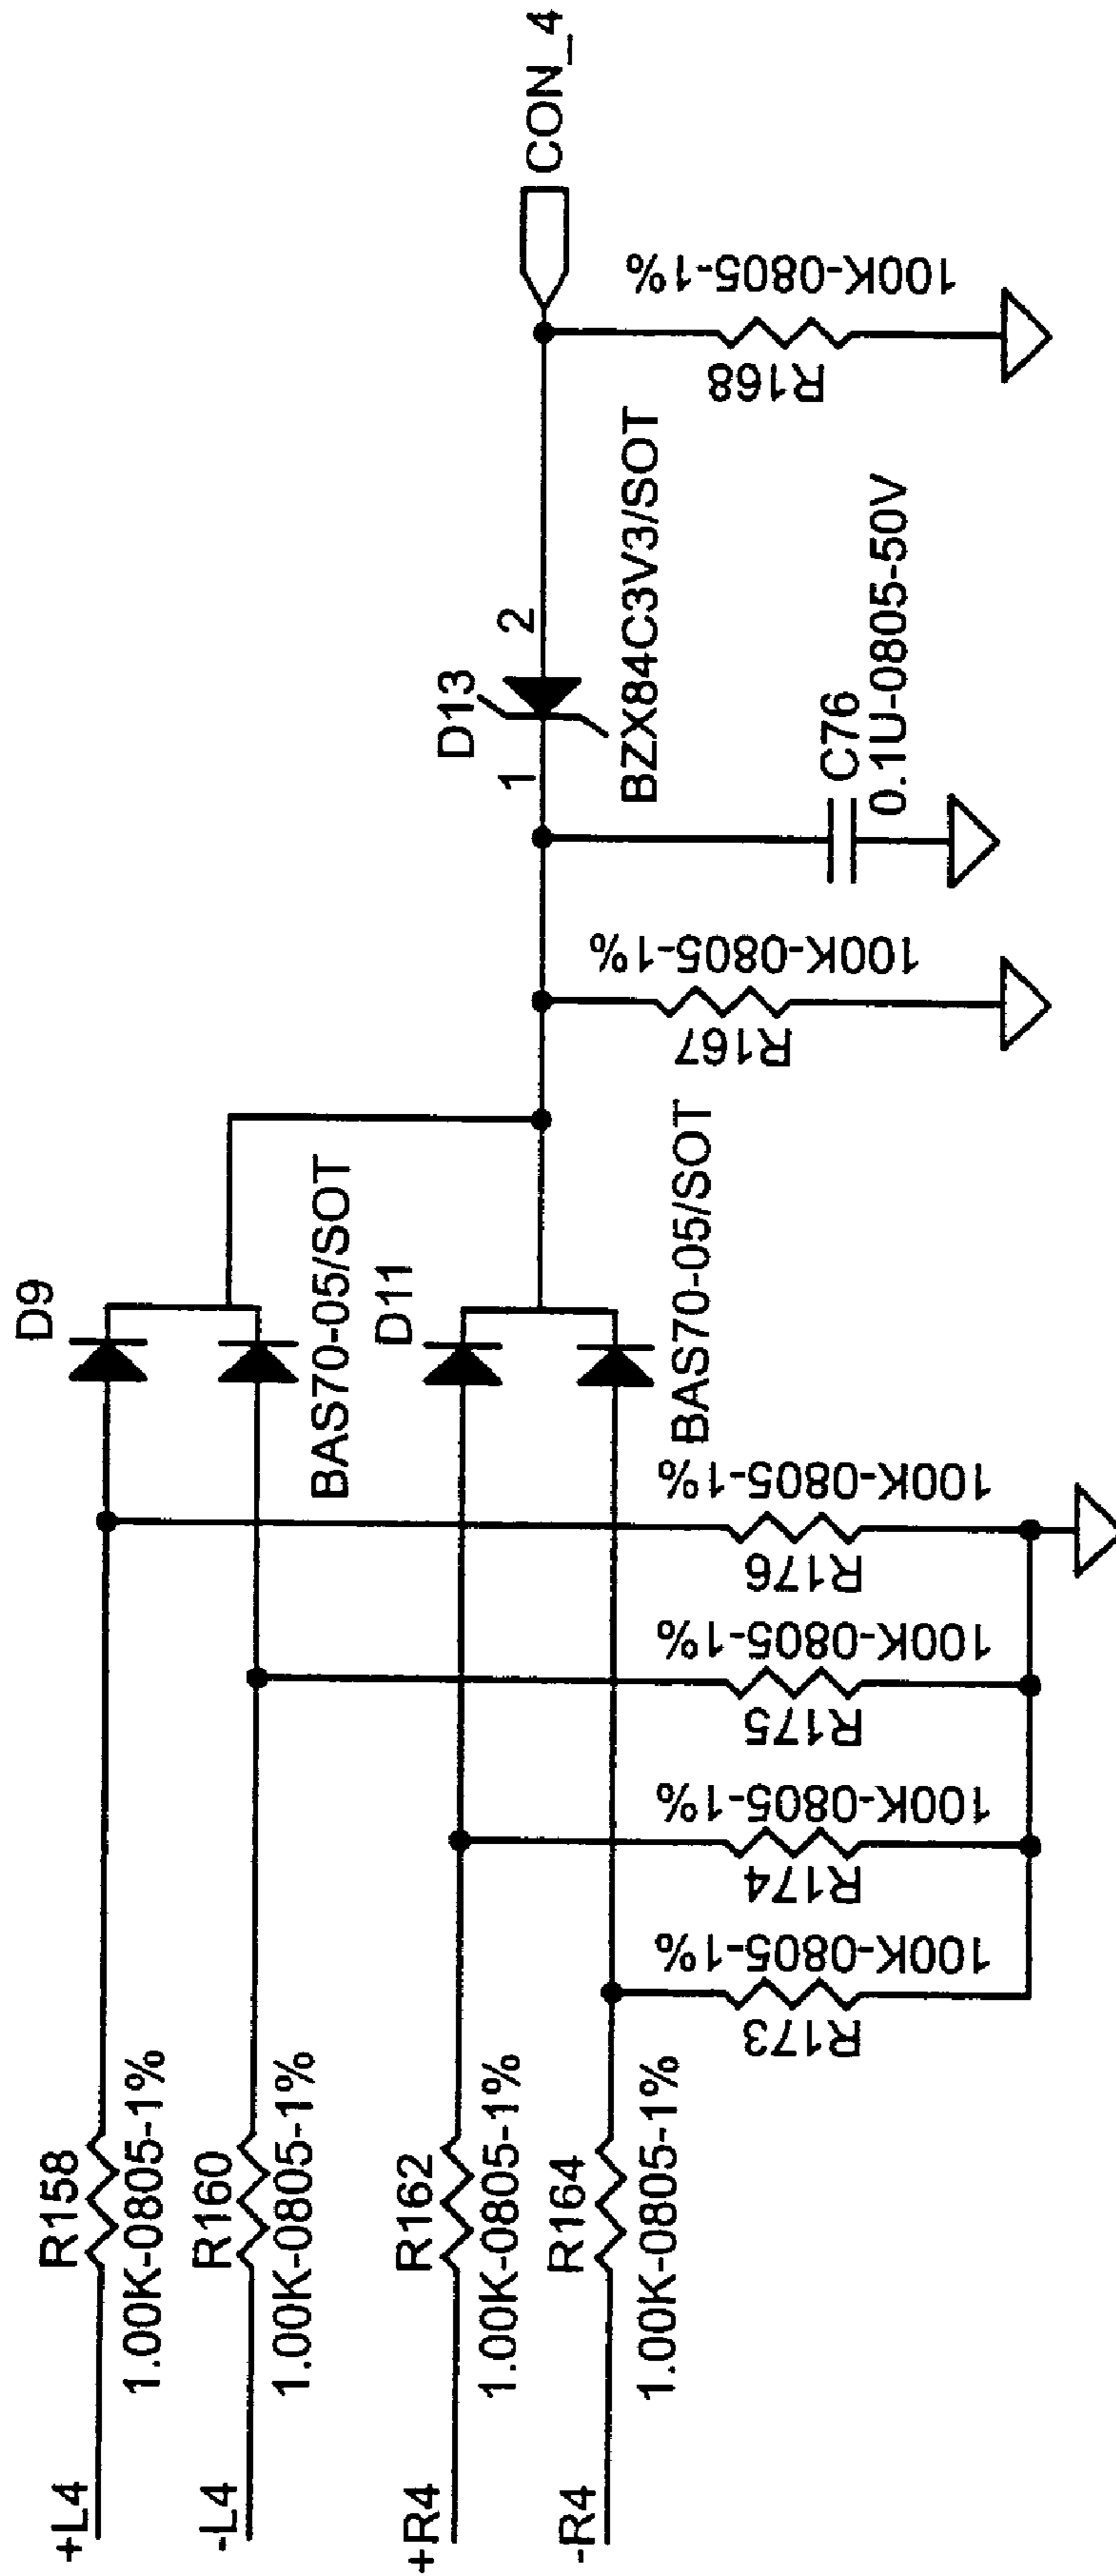 +L4
R158
1.00K-0805-1%
-L4
R160
1.00K-0805-1%
+R4
R162
1.00K-0805-1%
-R4
R164
1.00K-0805-1%
R173
100K-0805-1%
R174
100K-0805-1%
R175
100K-0805-1%
R176
100K-0805-1%
D9
BAS70-05/SOT
D11
BAS70-05/SOT
R167
100K-0805-1%
C76
0.1U-0805-50V
D13
1
2
BZX84C3V3/SOT
R168
100K-0805-1%
CON_4